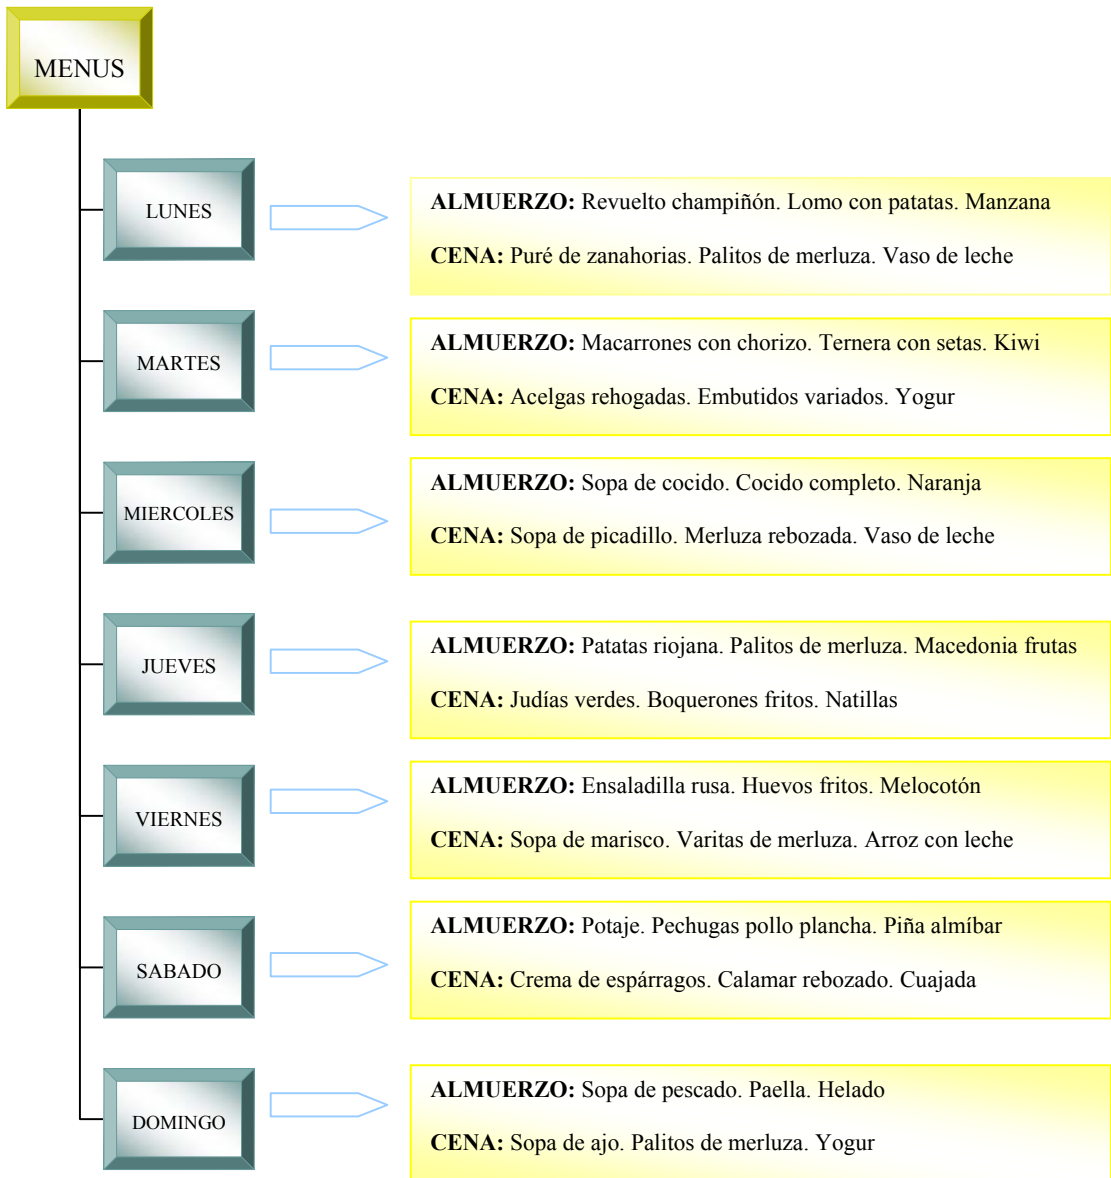 MENUS
LUNES
ALMUERZO: Revuelto champiñón. Lomo con patatas. Manzana
CENA: Puré de zanahorias. Palitos de merluza. Vaso de leche
MARTES
ALMUERZO: Macarrones con chorizo. Ternera con setas. Kiwi
CENA: Acelgas rehogadas. Embutidos variados. Yogur
MIERCOLES
ALMUERZO: Sopa de cocido. Cocido completo. Naranja
CENA: Sopa de picadillo. Merluza rebozada. Vaso de leche
JUEVES
ALMUERZO: Patatas riojana. Palitos de merluza. Macedonia frutas
CENA: Judías verdes. Boquerones fritos. Natillas
VIERNES
ALMUERZO: Ensaladilla rusa. Huevos fritos. Melocotón
CENA: Sopa de marisco. Varitas de merluza. Arroz con leche
SABADO
ALMUERZO: Potaje. Pechugas pollo plancha. Piña almíbar
CENA: Crema de espárragos. Calamar rebozado. Cuajada
DOMINGO
ALMUERZO: Sopa de pescado. Paella. Helado
CENA: Sopa de ajo. Palitos de merluza. Yogur